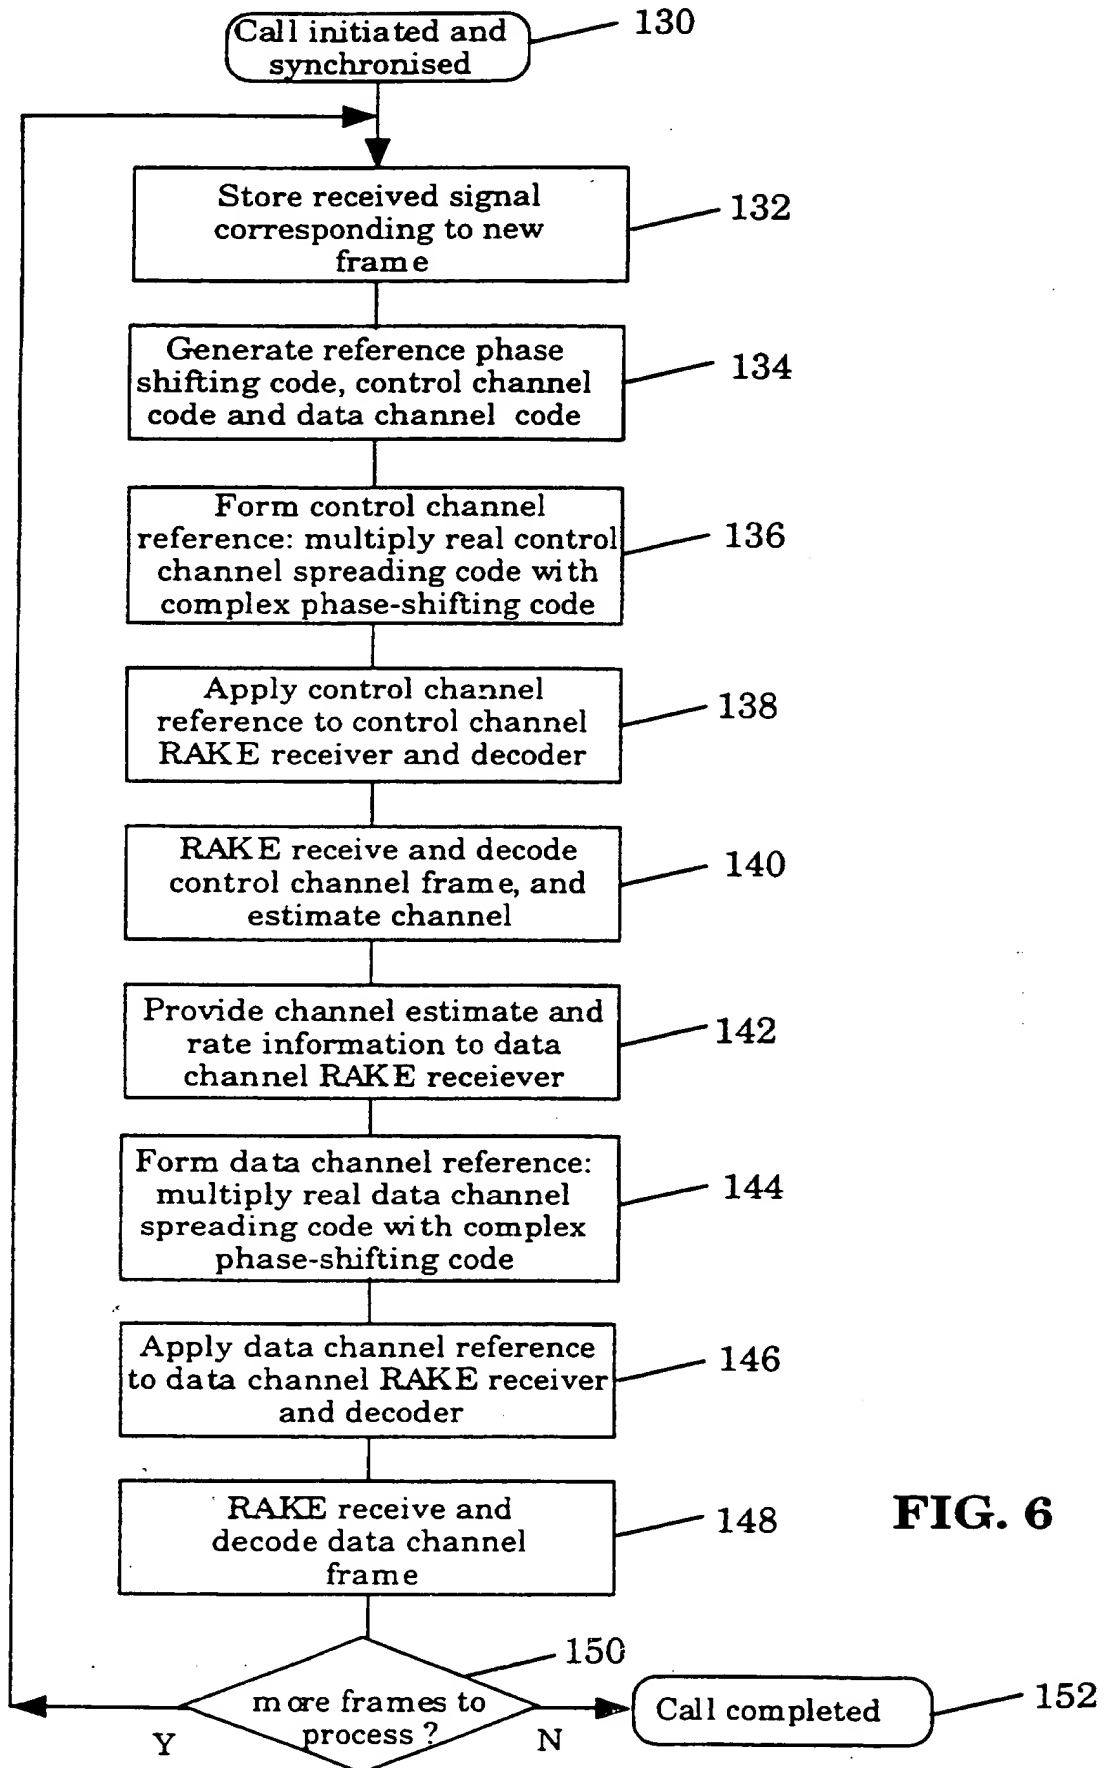 Call initiated and
synchronised
130
Store received signal
corresponding to new
frame
132
Generate reference phase
shifting code, control channel
code and data channel code
134
Form control channel
reference: multiply real control
channel spreading code with
complex phase-shifting code
136
Apply control channel
reference to control channel
RAKE receiver and decoder
138
RAKE receive and decode
control channel frame, and
estimate channel
140
Provide channel estimate and
rate information to data
channel RAKE receiever
142
Form data channel reference:
multiply real data channel
spreading code with complex
phase-shifting code
144
Apply data channel reference
to data channel RAKE receiver
and decoder
146
RAKE receive and
decode data channel
frame
148
FIG. 6
more frames to
process ?
150
Y
N
Call completed
152